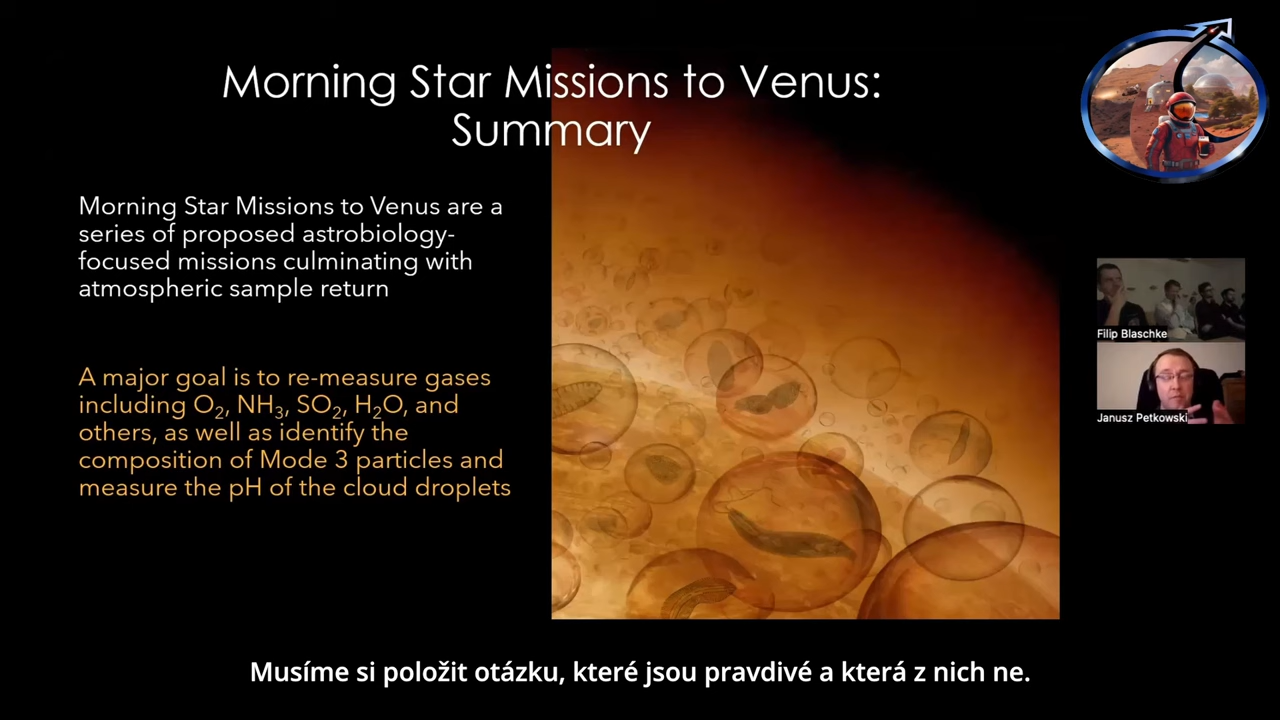 Morning Star Missions to Venus:
Summary
Morning Star Missions to Venus are a
series of proposed astrobiology-
focused missions culminating with
atmospheric sample return
A major goal is to re-measure gases
including O₂, NH₃, SO₂, H₂O, and
others, as well as identify the
composition of Mode 3 particles and
measure the pH of the cloud droplets
Filip Blaschke
Janusz Petkowski
Musíme si položit otázku, které jsou pravdivé a která z nich ne.